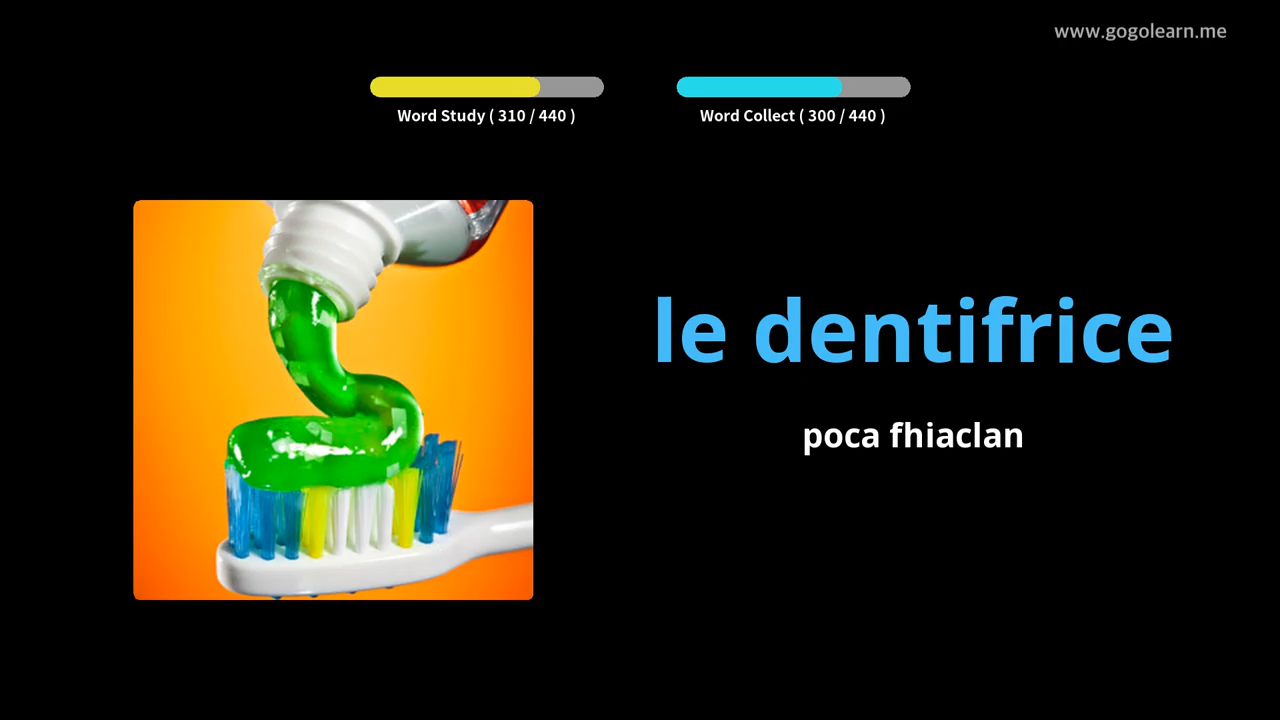 www.gogolearn.me
Word Study ( 310 / 440 )
Word Collect ( 300 / 440 )
le dentifrice
poca fhiaclan